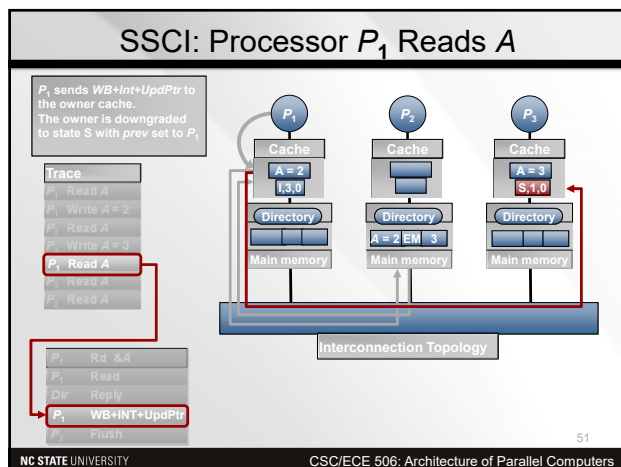 SSCI: Processor P1 Reads A
P1 sends WB+Int+UpdPtr to
the owner cache.
The owner is downgraded
to state S with prev set to P1
Trace
P1 Read A
P1 Write A = 2
P1 Read A
P1 Write A = 3
P1 Read A
Read A
P2 Read A
P1 Rd &A
P1 Read
Dir Reply
P1 WB+INT+UpdPtr
Flush
P1
P2
P3
Cache
Cache
Cache
A = 2
A = 3
I,3,0
S,1,0
Directory
Directory
Directory
A = 2 EM 3
Main memory
Main memory
Main memory
Interconnection Topology
51
NC STATE UNIVERSITY
CSC/ECE 506: Architecture of Parallel Computers